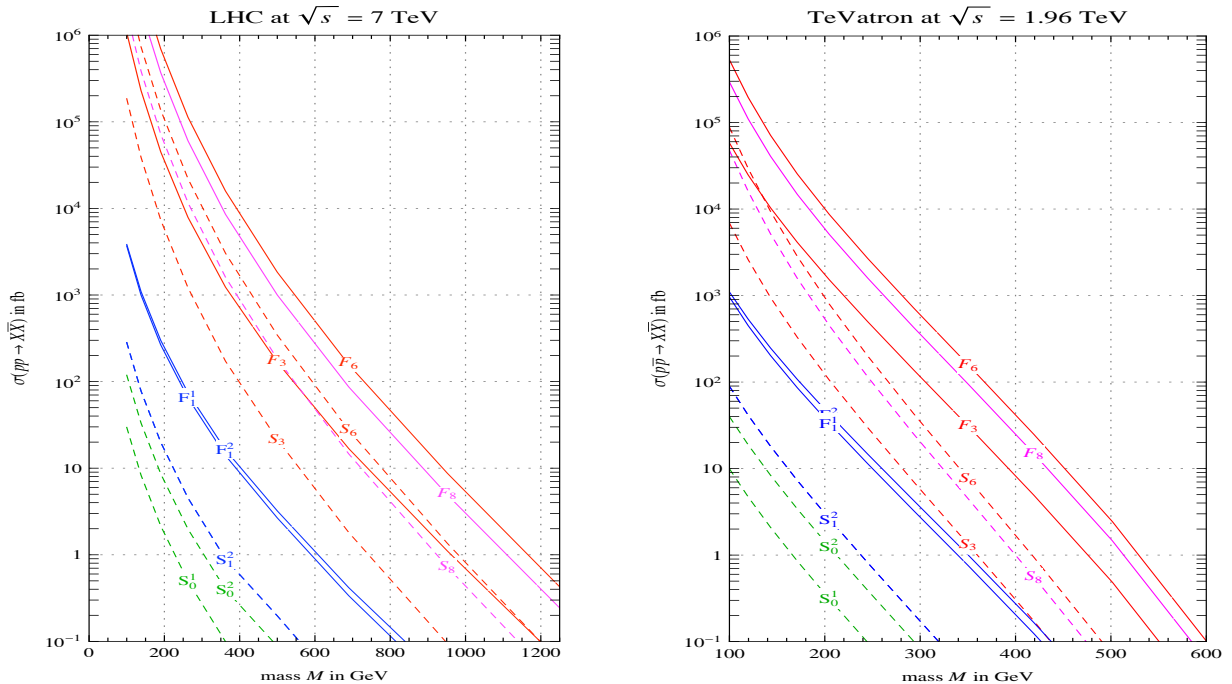 LHC at √s = 7 TeV
σ(pp → XX̅) in fb
10⁶
10⁵
10⁴
10³
10²
10
1
10⁻¹
F₃
F₆
F₁¹
S₃
S₆
F₁²
F₈
S₁²
S₈
S₀¹
S₀²
0
200
400
600
800
1000
1200
mass M in GeV
TeVatron at √s = 1.96 TeV
σ(pp̅ → XX̅) in fb
10⁶
10⁵
10⁴
10³
10²
10
1
10⁻¹
F₆
F₁²
F₁¹
F₃
F₈
S₆
S₁²
S₀²
S₃
S₈
S₀¹
100
200
300
400
500
600
mass M in GeV